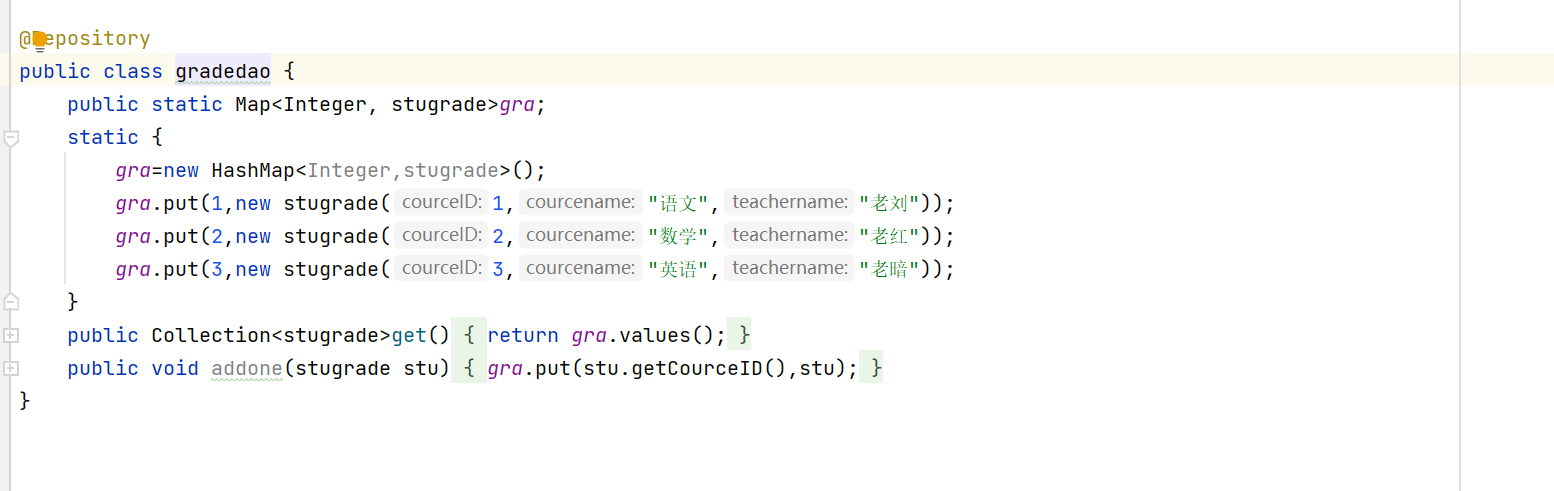 @Repository
public class gradedao {
public static Map<Integer, stugrade>gra;
static {
gra=new HashMap<Integer,stugrade>();
gra.put(1,new stugrade( courceID: 1, courcename: "语文", teachername: "老刘"));
gra.put(2,new stugrade( courceID: 2, courcename: "数学", teachername: "老红"));
gra.put(3,new stugrade( courceID: 3, courcename: "英语", teachername: "老暗"));
}
public Collection<stugrade>get() { return gra.values(); }
public void addone(stugrade stu) { gra.put(stu.getCourceID(),stu); }
}